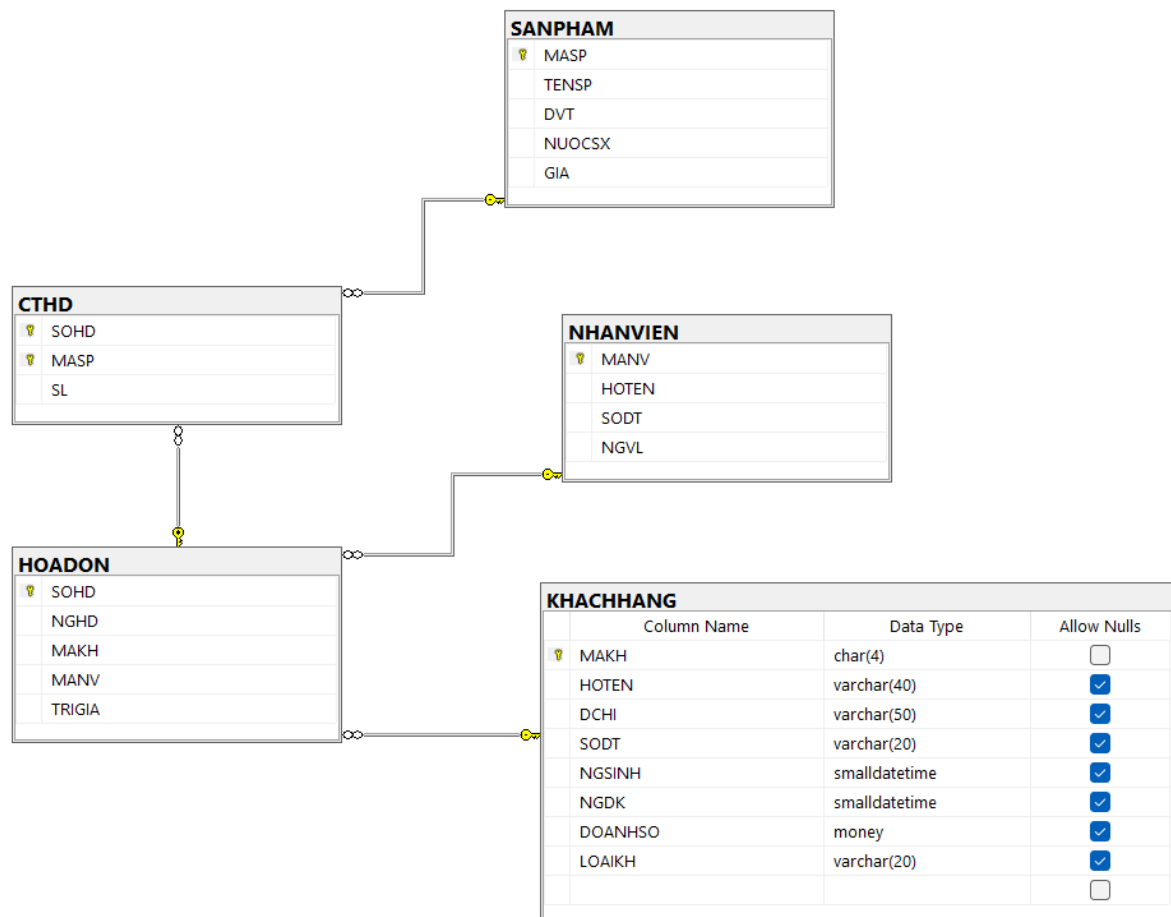 SANPHAM
MASP
TENSP
DVT
NUOCSX
GIA
CTHD
SOHD
MASP
SL
NHANVIEN
MANV
HOTEN
SODT
NGVL
HOADON
SOHD
NGHD
MAKH
MANV
TRIGIA
KHACHHANG
Column Name Data Type Allow Nulls
MAKH char(4)
HOTEN varchar(40)
DCHI varchar(50)
SODT varchar(20)
NGSINH smalldatetime
NGDK smalldatetime
DOANHSO money
LOAIKH varchar(20)